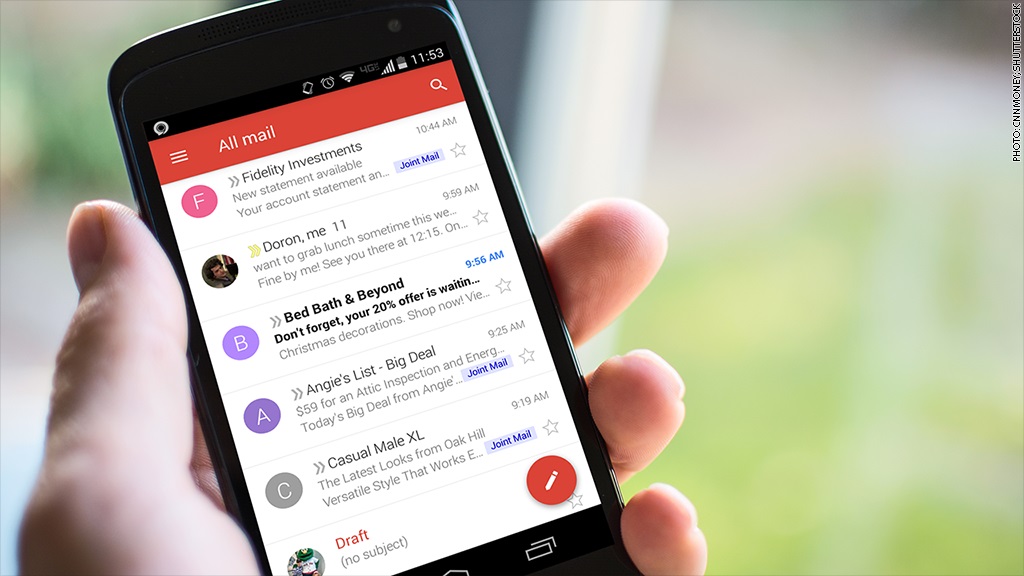 4G LTE 11:53
All mail
10:44 AM
F Fidelity Investments
New statement available
Your account statement an... Joint Mail
9:59 AM
Doron, me 11
want to grab lunch sometime this we...
Fine by me! See you there at 12:15. On...
9:56 AM
B Bed Bath & Beyond
Don't forget, your 20% offer is waitin...
Christmas decorations. Shop now! Vie...
9:25 AM
A Angie's List - Big Deal
$59 for an Attic Inspection and Energ...
Today's Big Deal from Angie'... Joint Mail
9:19 AM
C Casual Male XL
The Latest Looks from Oak Hill
Versatile Style That Works E... Joint Mail
Draft
(no subject)
PHOTO: CNNMONEY; SHUTTERSTOCK